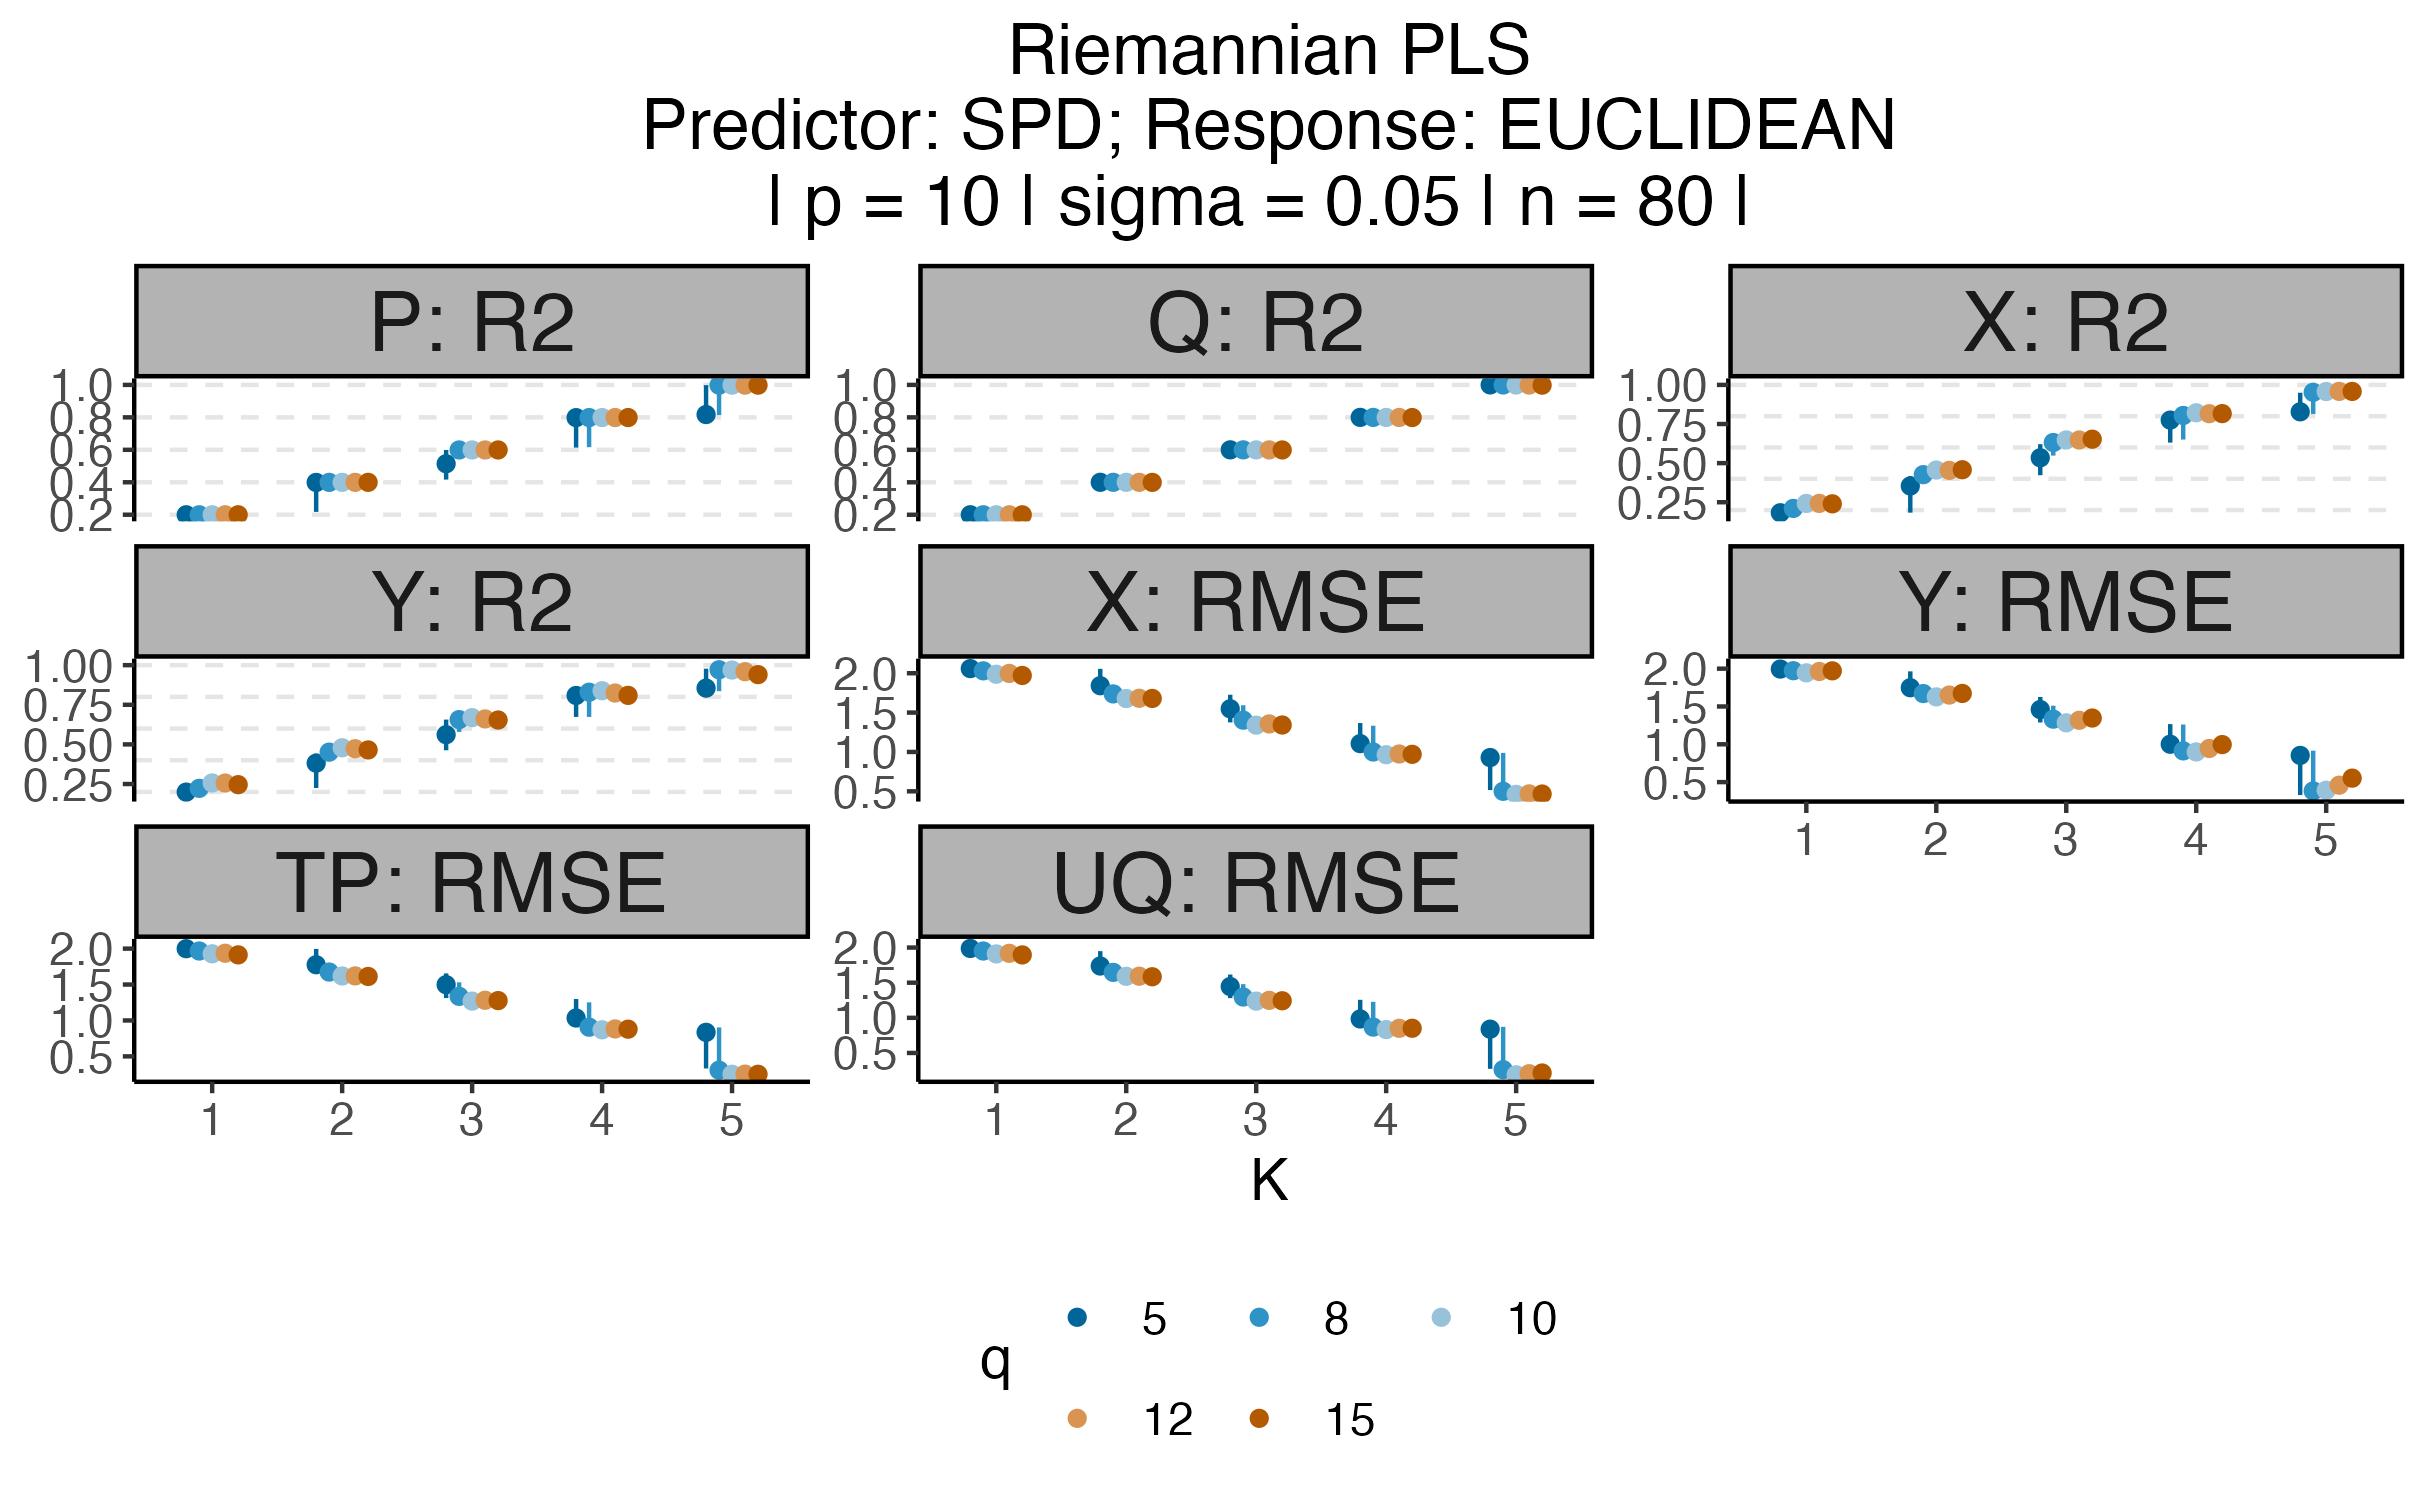 Riemannian PLS
Predictor: SPD; Response: EUCLIDEAN
| p = 10 | sigma = 0.05 | n = 80 |
P: R2
Q: R2
X: R2
1.0
0.8
0.6
0.4
0.2
1.0
0.8
0.6
0.4
0.2
1.00
0.75
0.50
0.25
Y: R2
X: RMSE
Y: RMSE
1.00
0.75
0.50
0.25
2.0
1.5
1.0
0.5
2.0
1.5
1.0
0.5
1 2 3 4 5
TP: RMSE
UQ: RMSE
2.0
1.5
1.0
0.5
2.0
1.5
1.0
0.5
1 2 3 4 5
1 2 3 4 5
K
q
5 8 10
12 15